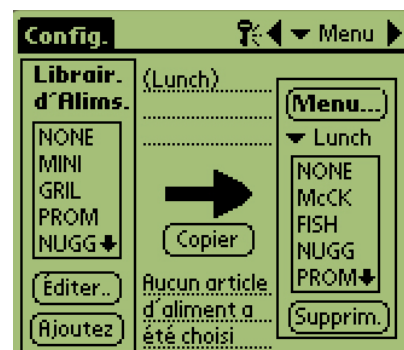 Config. Menu
Librair.
d'Alims.
NONE
MINI
GRIL
PROM
NUGG
Éditer..
Ajoutez
(Lunch)
Copier
Aucun article
d'aliment a
été choisi
Menu...
Lunch
NONE
McCK
FISH
NUGG
PROM
Supprim.